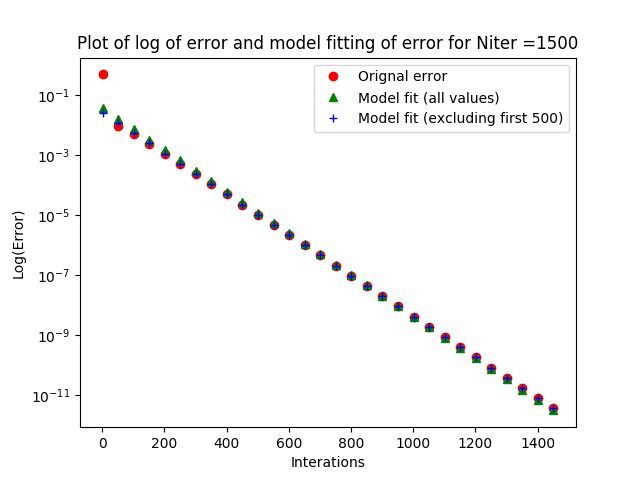 Plot of log of error and model fitting of error for Niter =1500
Orignal error
Model fit (all values)
Model fit (excluding first 500)
Log(Error)
10⁻¹
10⁻³
10⁻⁵
10⁻⁷
10⁻⁹
10⁻¹¹
0 200 400 600 800 1000 1200 1400
Interations